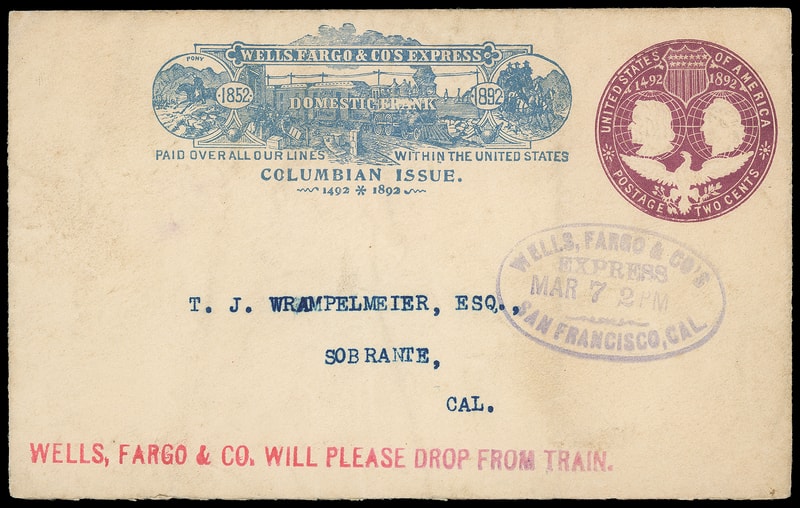 WELLS, FARGO & CO'S EXPRESS
PONY
1852
DOMESTIC FRANK
1892
PAID OVER ALL OUR LINES WITHIN THE UNITED STATES
COLUMBIAN ISSUE.
1492 * 1892
UNITED STATES OF AMERICA
1492 1892
POSTAGE TWO CENTS
WELLS, FARGO & CO'S
EXPRESS
MAR 7 2 PM
SAN FRANCISCO, CAL.
T. J. WRAMPELMEIER, ESQ.,
SOBRANTE,
CAL.
WELLS, FARGO & CO. WILL PLEASE DROP FROM TRAIN.